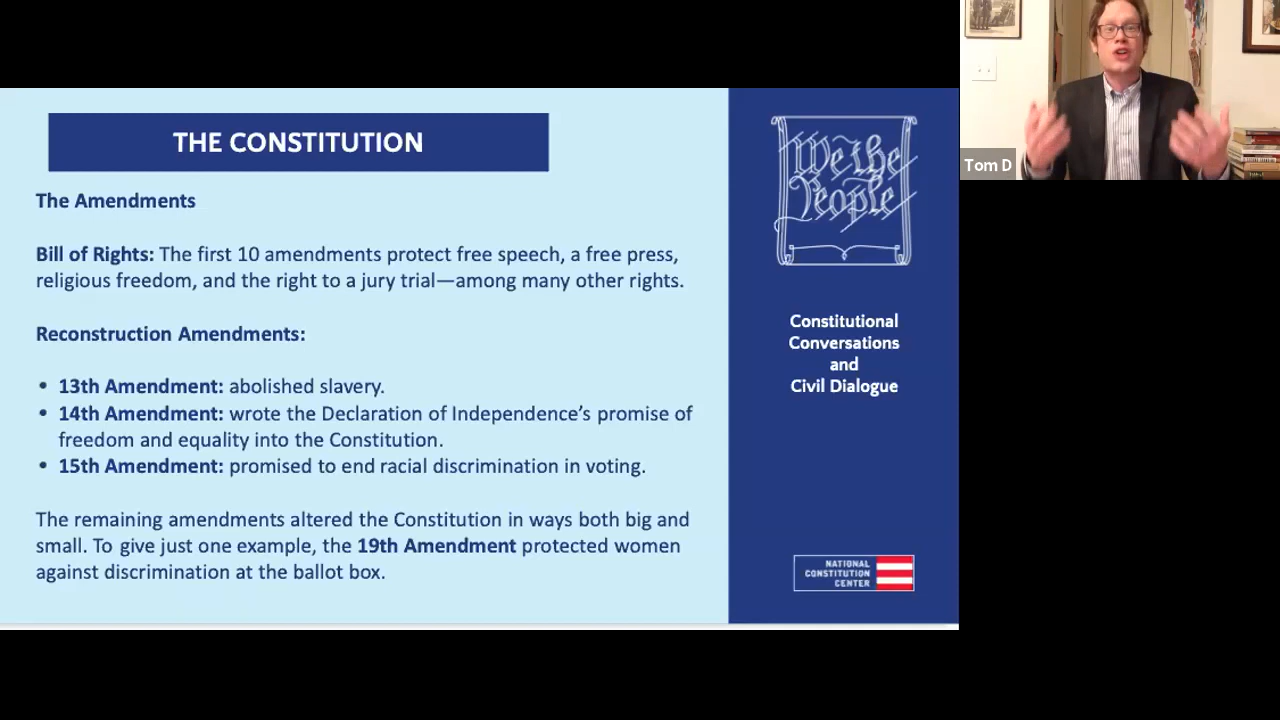 THE CONSTITUTION
The Amendments
Bill of Rights: The first 10 amendments protect free speech, a free press,
religious freedom, and the right to a jury trial—among many other rights.
Reconstruction Amendments:
• 13th Amendment: abolished slavery.
• 14th Amendment: wrote the Declaration of Independence’s promise of
freedom and equality into the Constitution.
• 15th Amendment: promised to end racial discrimination in voting.
The remaining amendments altered the Constitution in ways both big and
small. To give just one example, the 19th Amendment protected women
against discrimination at the ballot box.
We the
People
Constitutional
Conversations
and
Civil Dialogue
NATIONAL
CONSTITUTION
CENTER
Tom D